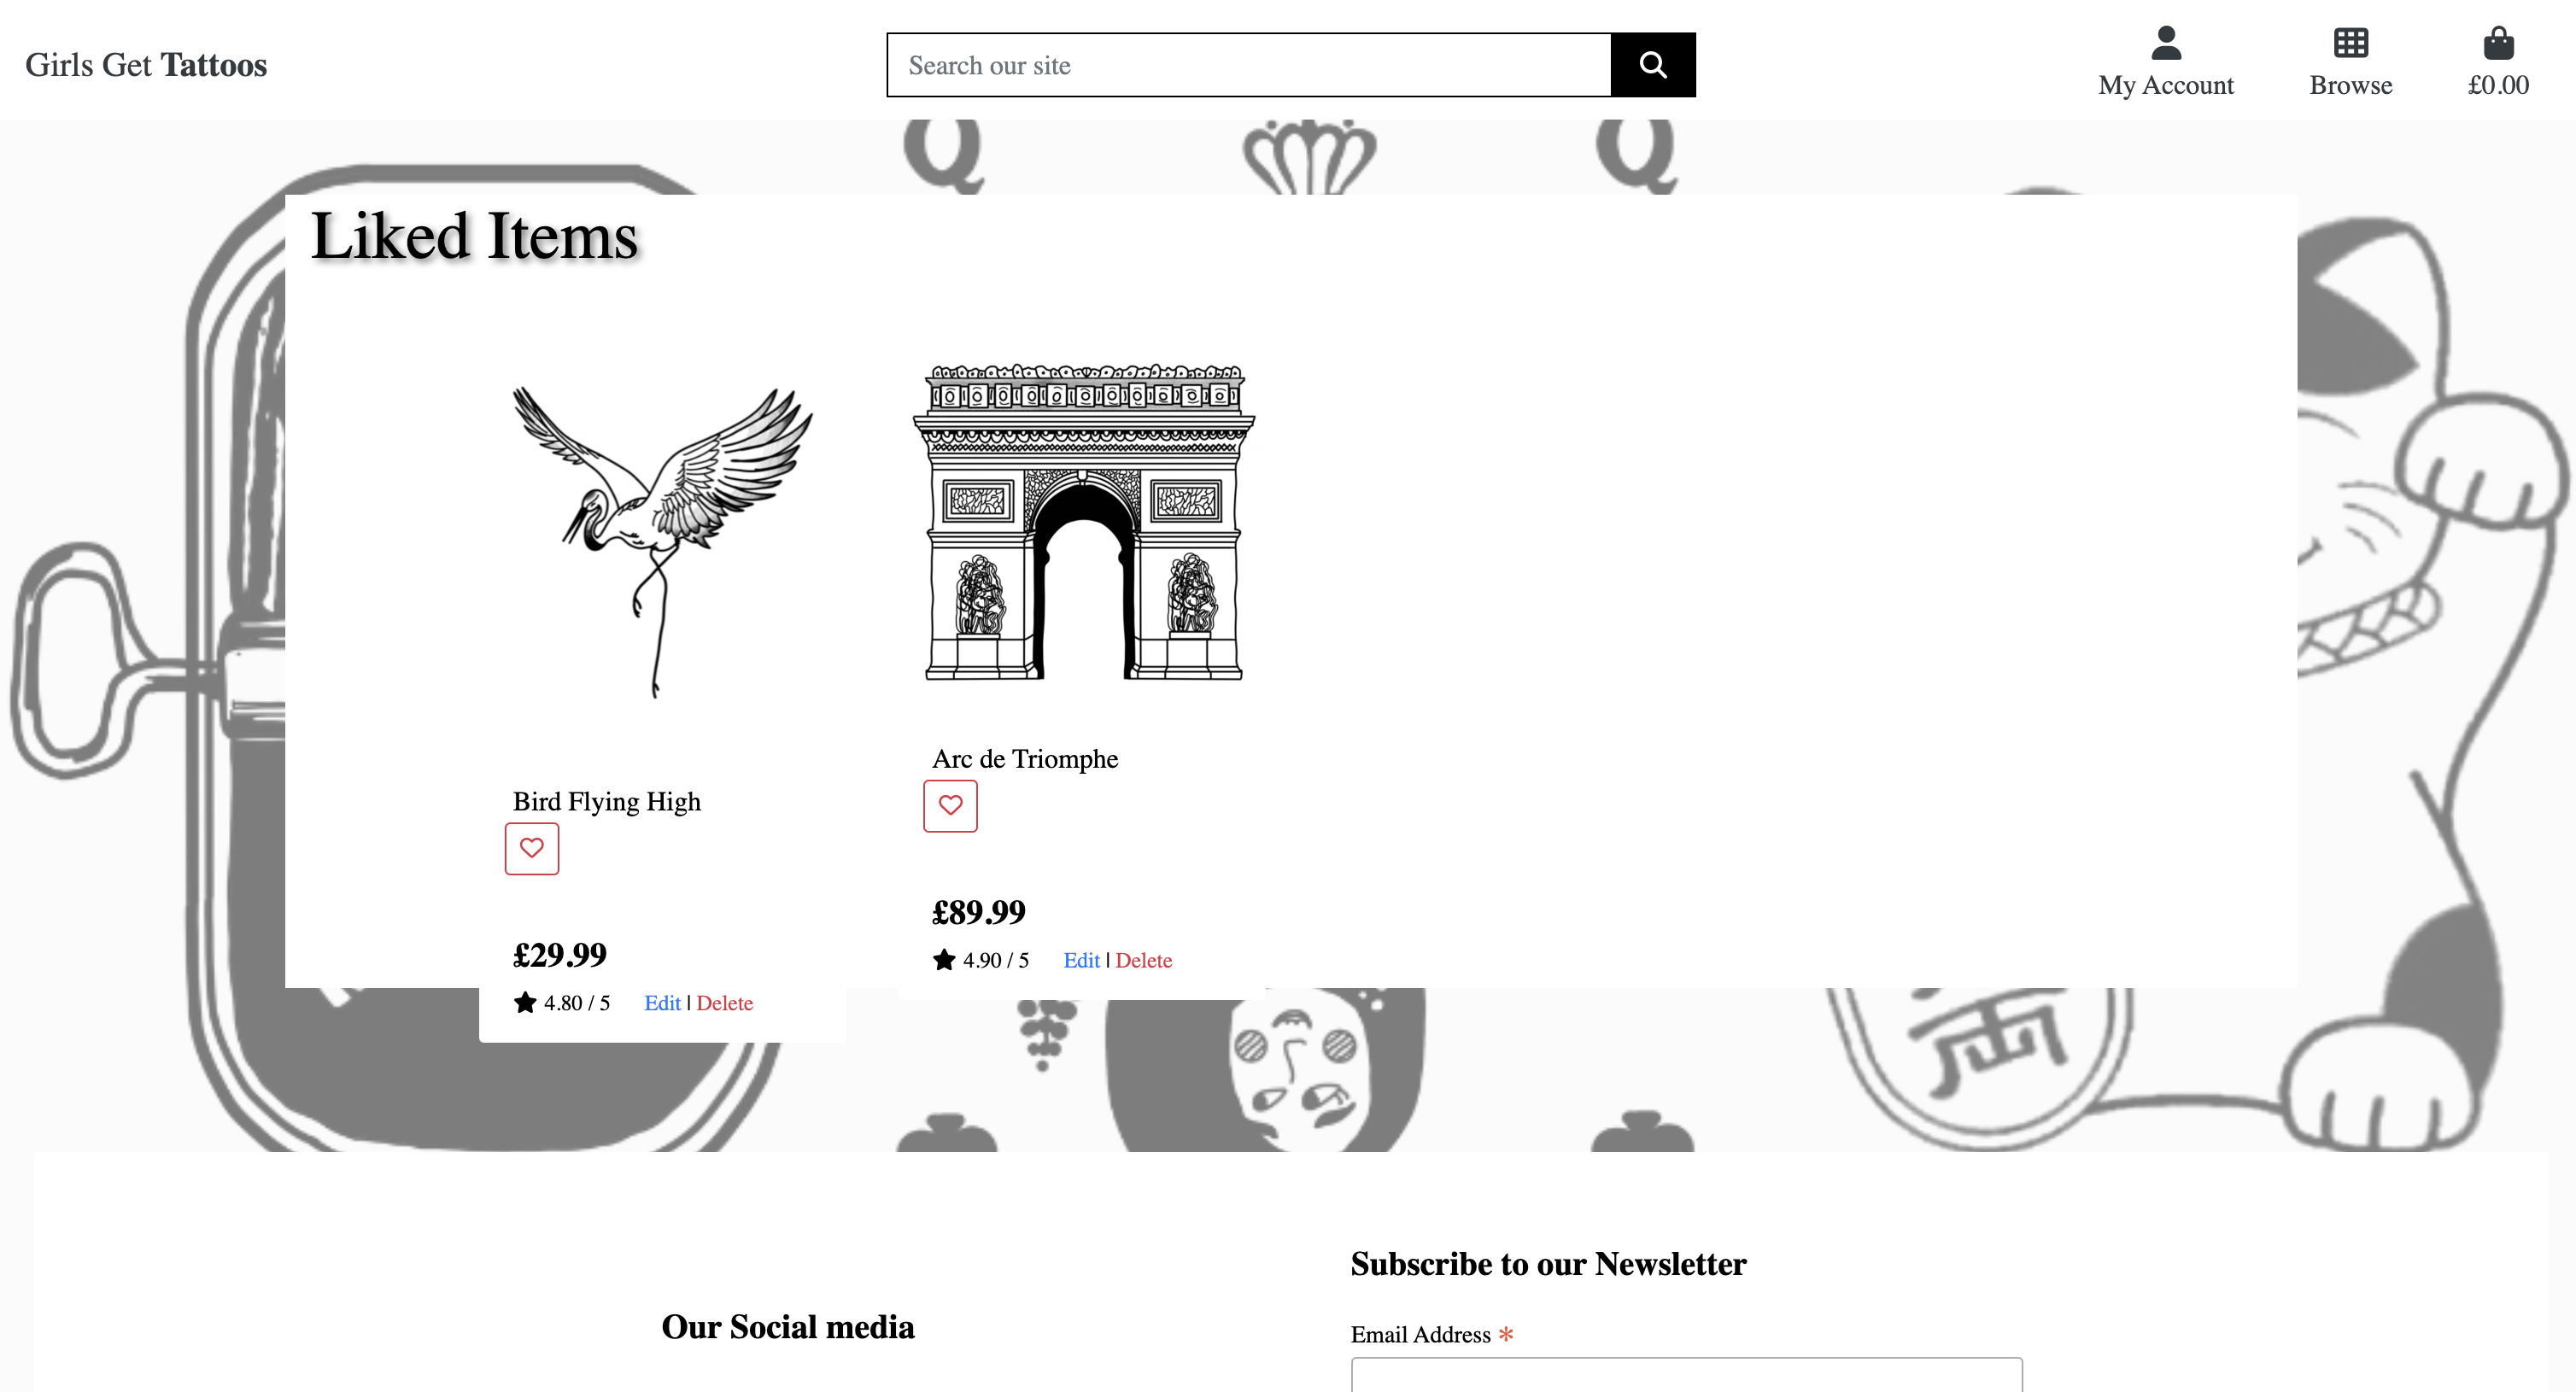 Girls Get Tattoos
Search our site
My Account
Browse
£0.00
Q
Q
Liked Items
Bird Flying High
£29.99
4.80 / 5 Edit | Delete
Arc de Triomphe
£89.99
4.90 / 5 Edit | Delete
両
Our Social media
Subscribe to our Newsletter
Email Address *